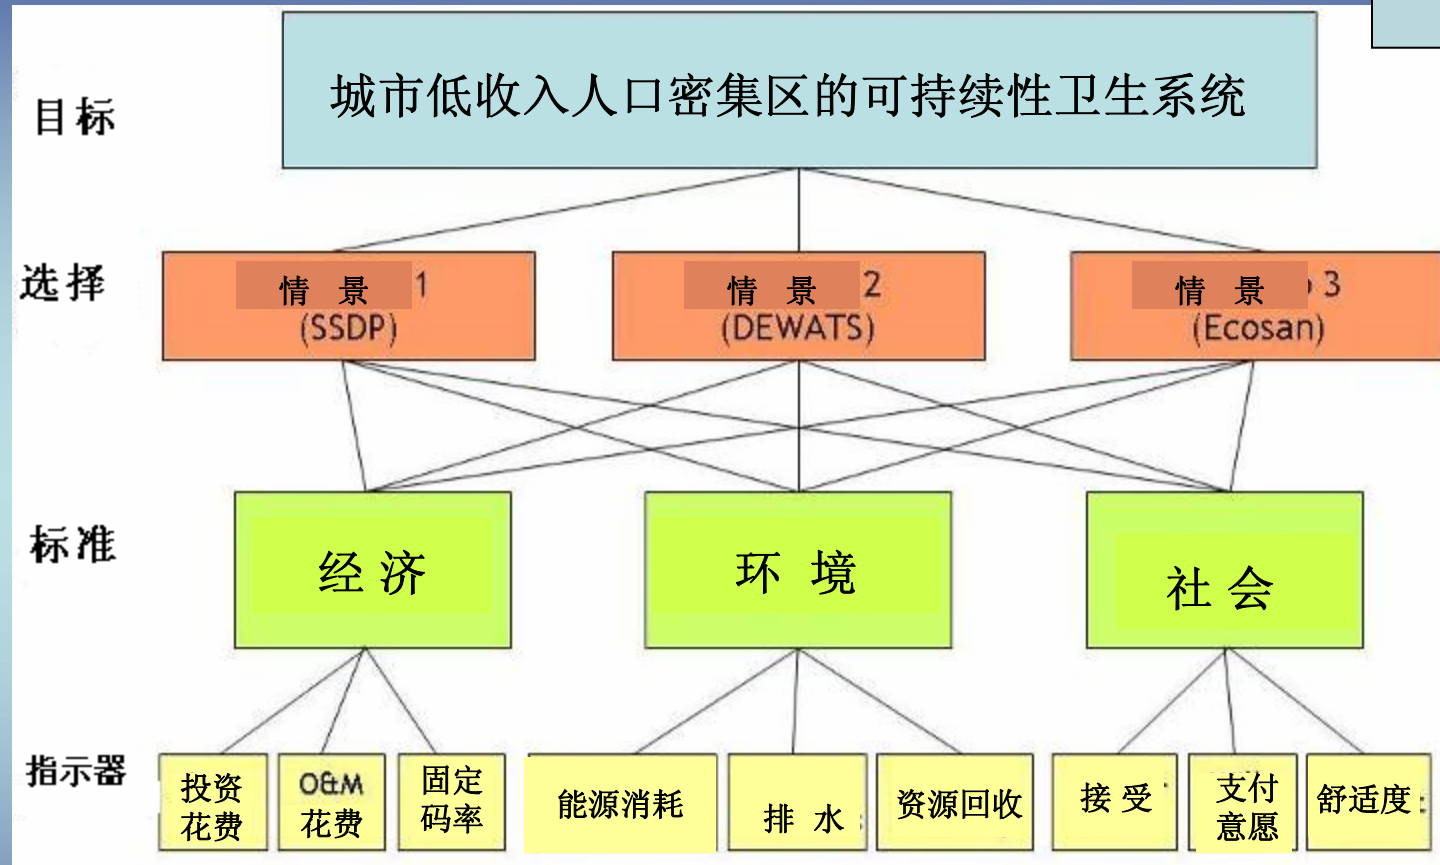 目标
城市低收入人口密集区的可持续性卫生系统
选择
情 景 1
(SSDP)
情 景 2
(DEWATS)
情 景 3
(Ecosan)
标准
经 济
环 境
社 会
指示器
投资
花费
O&M
花费
固定
码率
能源消耗
排 水
资源回收
接 受
支付
意愿
舒适度